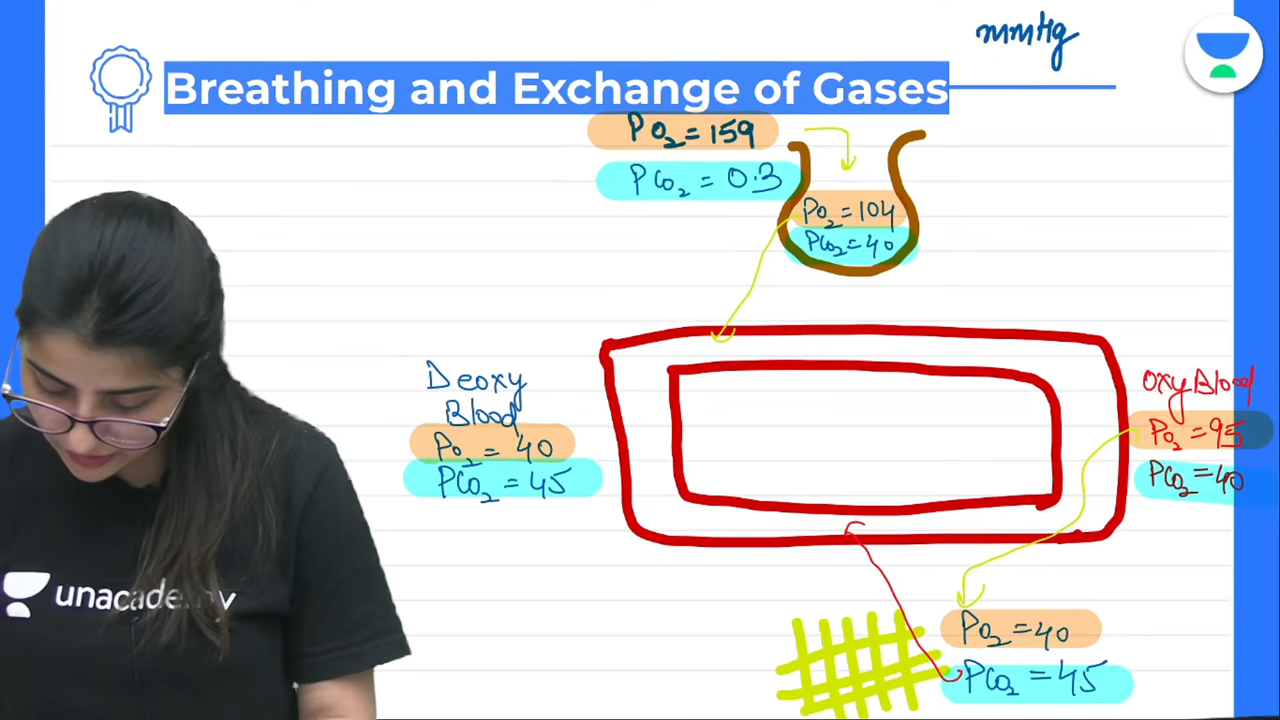 mmHg
Breathing and Exchange of Gases
PO₂ = 159
PCO₂ = 0.3
PO₂ = 104
PCO₂ = 40
Deoxy
Blood
PO₂ = 40
PCO₂ = 45
Oxy Blood
PO₂ = 95
PCO₂ = 40
PO₂ = 40
PCO₂ = 45
unacademy